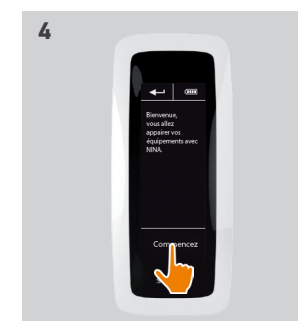 4
Bienvenue,
vous allez
appairer vos
équipements avec
NINA.
Commencez